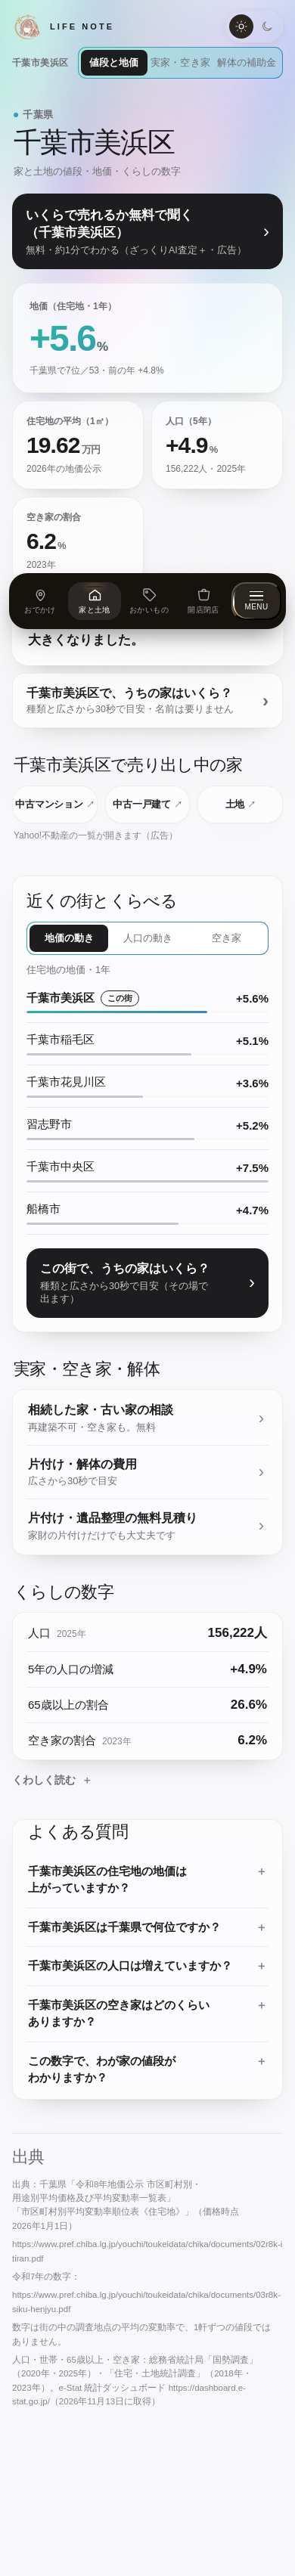 LIFE NOTE
千葉市美浜区
値段と地価
実家・空き家
解体の補助金
千葉県
千葉市美浜区
家と土地の値段・地価・くらしの数字
いくらで売れるか無料で聞く
（千葉市美浜区）
›
無料・約1分でわかる（ざっくりAI査定＋・広告）
地価（住宅地・1年）
+5.6%
千葉県で7位／53・前の年 +4.8%
住宅地の平均（1㎡）
19.62万円
2026年の地価公示
人口（5年）
+4.9%
156,222人・2025年
空き家の割合
6.2%
2023年
おでかけ
家と土地
おかいもの
開店閉店
MENU
大きくなりました。
千葉市美浜区で、うちの家はいくら？
種類と広さから30秒で目安・名前は要りません
›
千葉市美浜区で売り出し中の家
中古マンション ↗
中古一戸建て ↗
土地 ↗
Yahoo!不動産の一覧が開きます（広告）
近くの街とくらべる
地価の動き
人口の動き
空き家
住宅地の地価・1年
千葉市美浜区 この街 +5.6%
千葉市稲毛区 +5.1%
千葉市花見川区 +3.6%
習志野市 +5.2%
千葉市中央区 +7.5%
船橋市 +4.7%
この街で、うちの家はいくら？
種類と広さから30秒で目安（その場で
出ます）
›
実家・空き家・解体
相続した家・古い家の相談
再建築不可・空き家も。無料
›
片付け・解体の費用
広さから30秒で目安
›
片付け・遺品整理の無料見積り
家財の片付けだけでも大丈夫です
›
くらしの数字
人口 2025年 156,222人
5年の人口の増減 +4.9%
65歳以上の割合 26.6%
空き家の割合 2023年 6.2%
くわしく読む ＋
よくある質問
千葉市美浜区の住宅地の地価は
上がっていますか？
＋
千葉市美浜区は千葉県で何位ですか？ ＋
千葉市美浜区の人口は増えていますか？ ＋
千葉市美浜区の空き家はどのくらい
ありますか？
＋
この数字で、わが家の値段が
わかりますか？
＋
出典
出典：千葉県「令和8年地価公示 市区町村別・
用途別平均価格及び平均変動率一覧表」
「市区町村別平均変動率順位表《住宅地》」（価格時点
2026年1月1日）
https://www.pref.chiba.lg.jp/youchi/toukeidata/chika/documents/02r8k-i
tiran.pdf
令和7年の数字：
https://www.pref.chiba.lg.jp/youchi/toukeidata/chika/documents/03r8k-
siku-henjyu.pdf
数字は街の中の調査地点の平均の変動率で、1軒ずつの値段では
ありません。
人口・世帯・65歳以上・空き家：総務省統計局「国勢調査」
（2020年・2025年）・「住宅・土地統計調査」（2018年・
2023年）。e-Stat 統計ダッシュボード https://dashboard.e-
stat.go.jp/（2026年11月13日に取得）